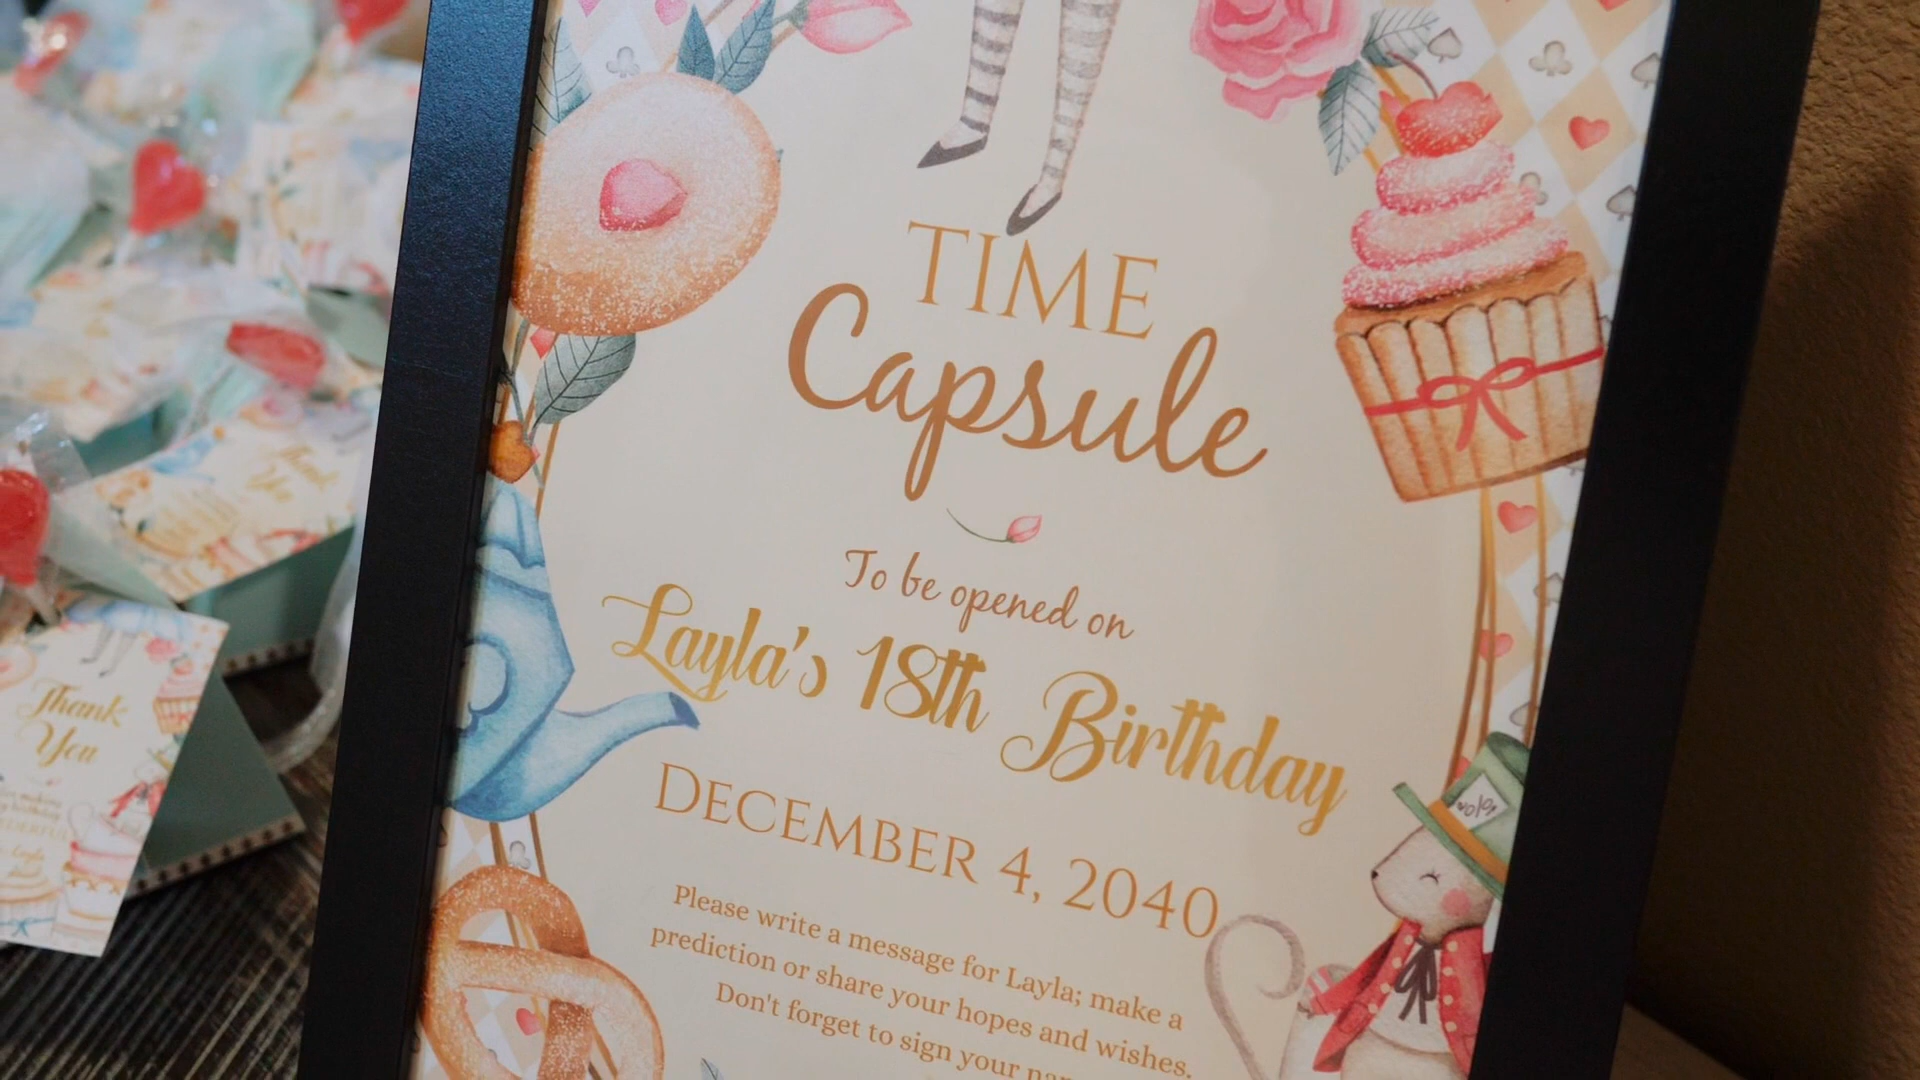 TIME
Capsule
To be opened on
Layla's 18th Birthday
DECEMBER 4, 2040
Please write a message for Layla; make a
prediction or share your hopes and wishes.
Don't forget to sign your
Thank
You
Thank